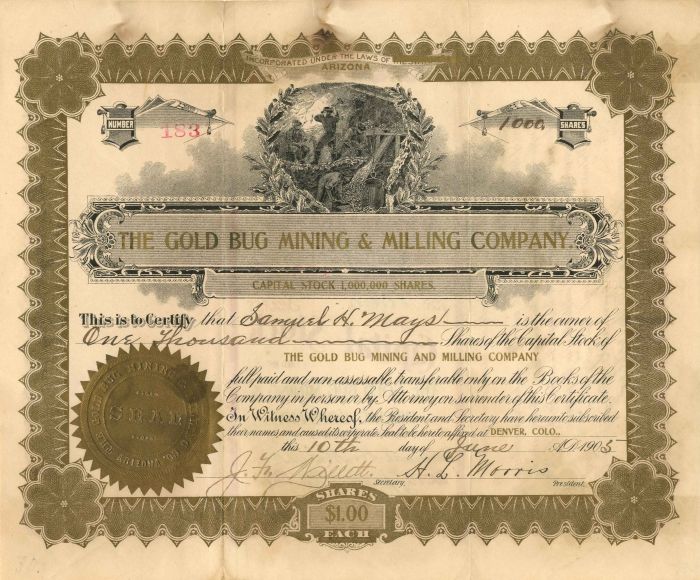 INCORPORATED UNDER THE LAWS OF
ARIZONA
NUMBER
183
1000
SHARES
THE GOLD BUG MINING & MILLING COMPANY.
CAPITAL STOCK 1,000,000 SHARES.
This is to Certify that Samuel H. Mays is the owner of
One Thousand Shares of the Capital Stock of
THE GOLD BUG MINING AND MILLING COMPANY
full paid and non-assessable, transferable only on the Books of the
Company in person or by Attorney on surrender of this Certificate.
In Witness Whereof, the President and Secretary have hereunto subscribed
their names and caused its corporate Seal to be hereto affixed at DENVER, COLO.,
this 10th day of June A.D. 1905
GOLD BUG MINING
SEAL
ARIZONA
J. H. L. Morris
Secretary.
President.
SHARES
$1.00
EACH